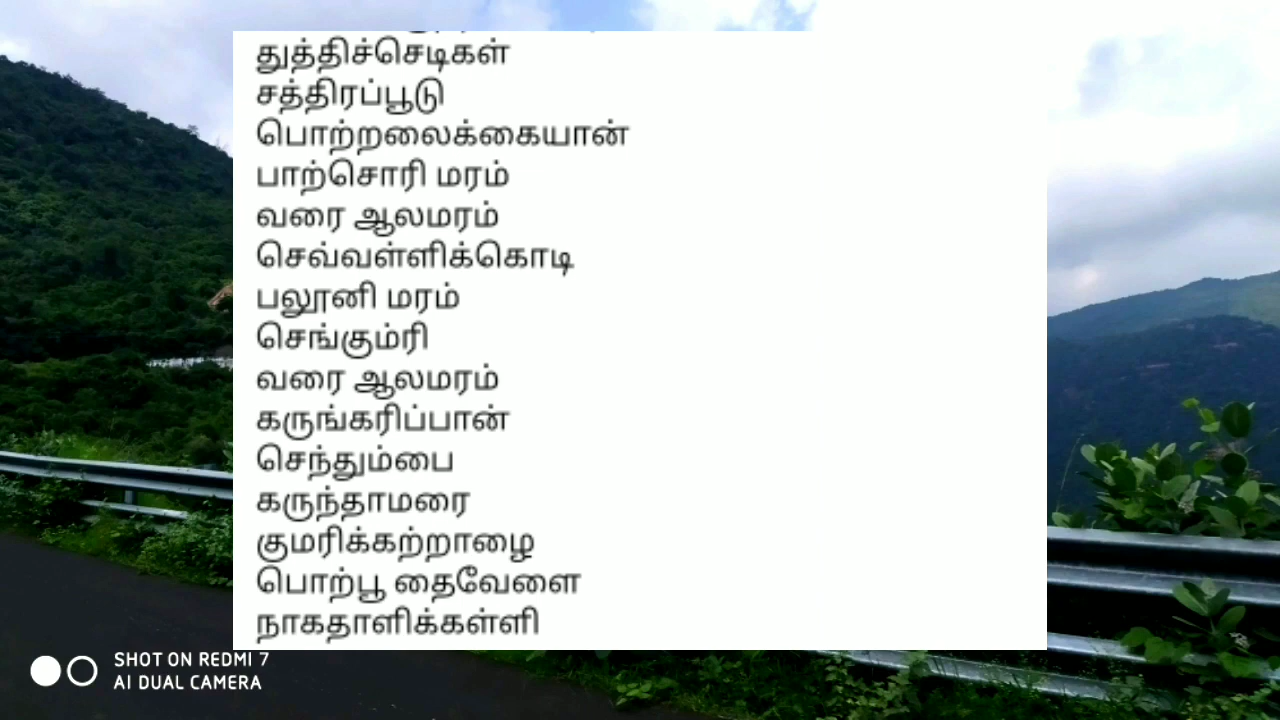 துத்திச்செடிகள்
சத்திரப்பூடு
பொற்றலைக்கையான்
பாற்சொரி மரம்
வரை ஆலமரம்
செவ்வள்ளிக்கொடி
பலூனி மரம்
செங்கும்ரி
வரை ஆலமரம்
கருங்கரிப்பான்
செந்தும்பை
கருந்தாமரை
குமரிக்கற்றாழை
பொற்பூ தைவேளை
நாகதாளிக்கள்ளி
SHOT ON REDMI 7
AI DUAL CAMERA